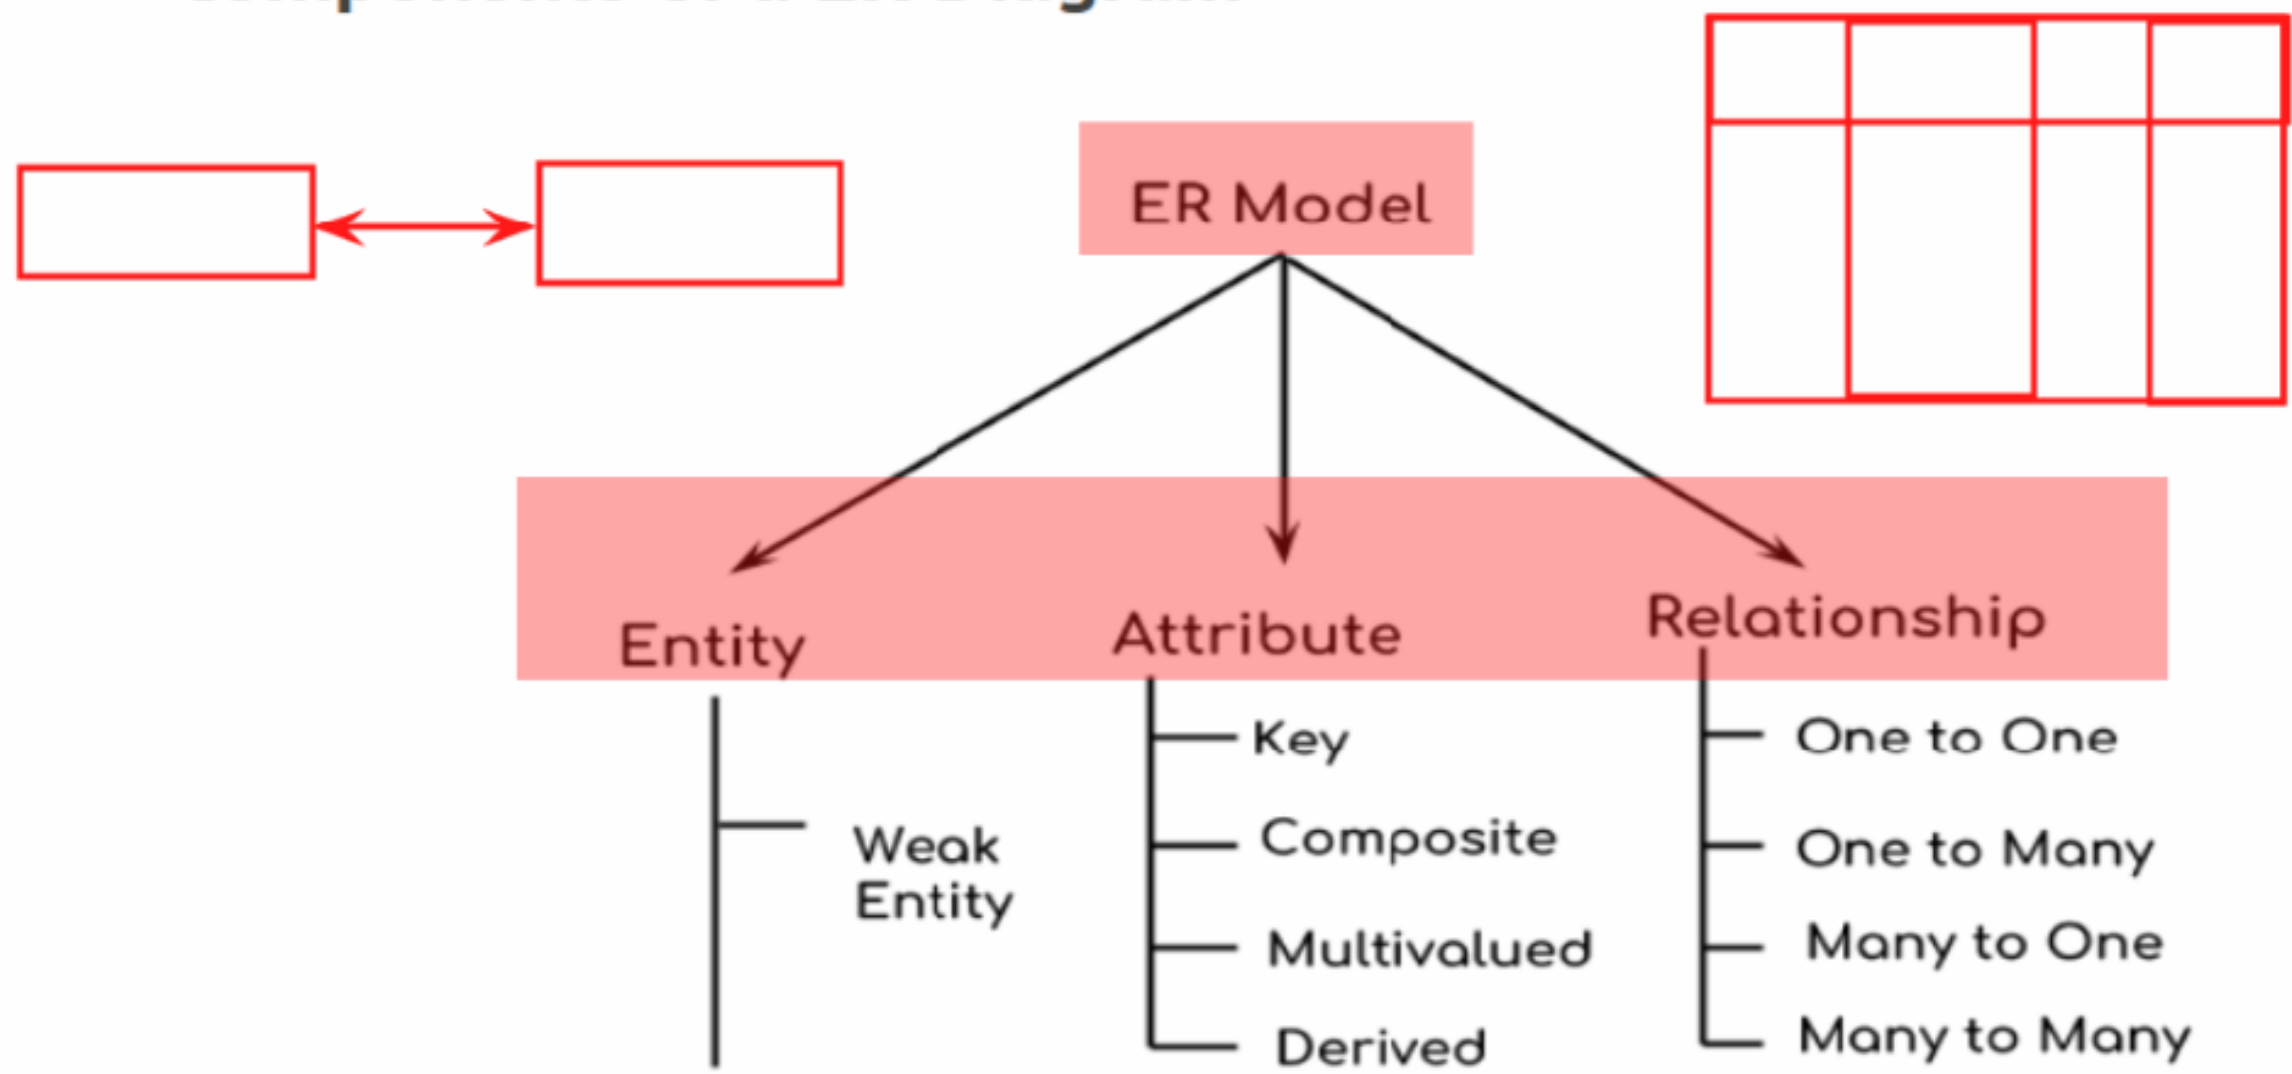 ER Model
Entity
Attribute
Relationship
Weak
Entity
Key
Composite
Multivalued
Derived
One to One
One to Many
Many to One
Many to Many